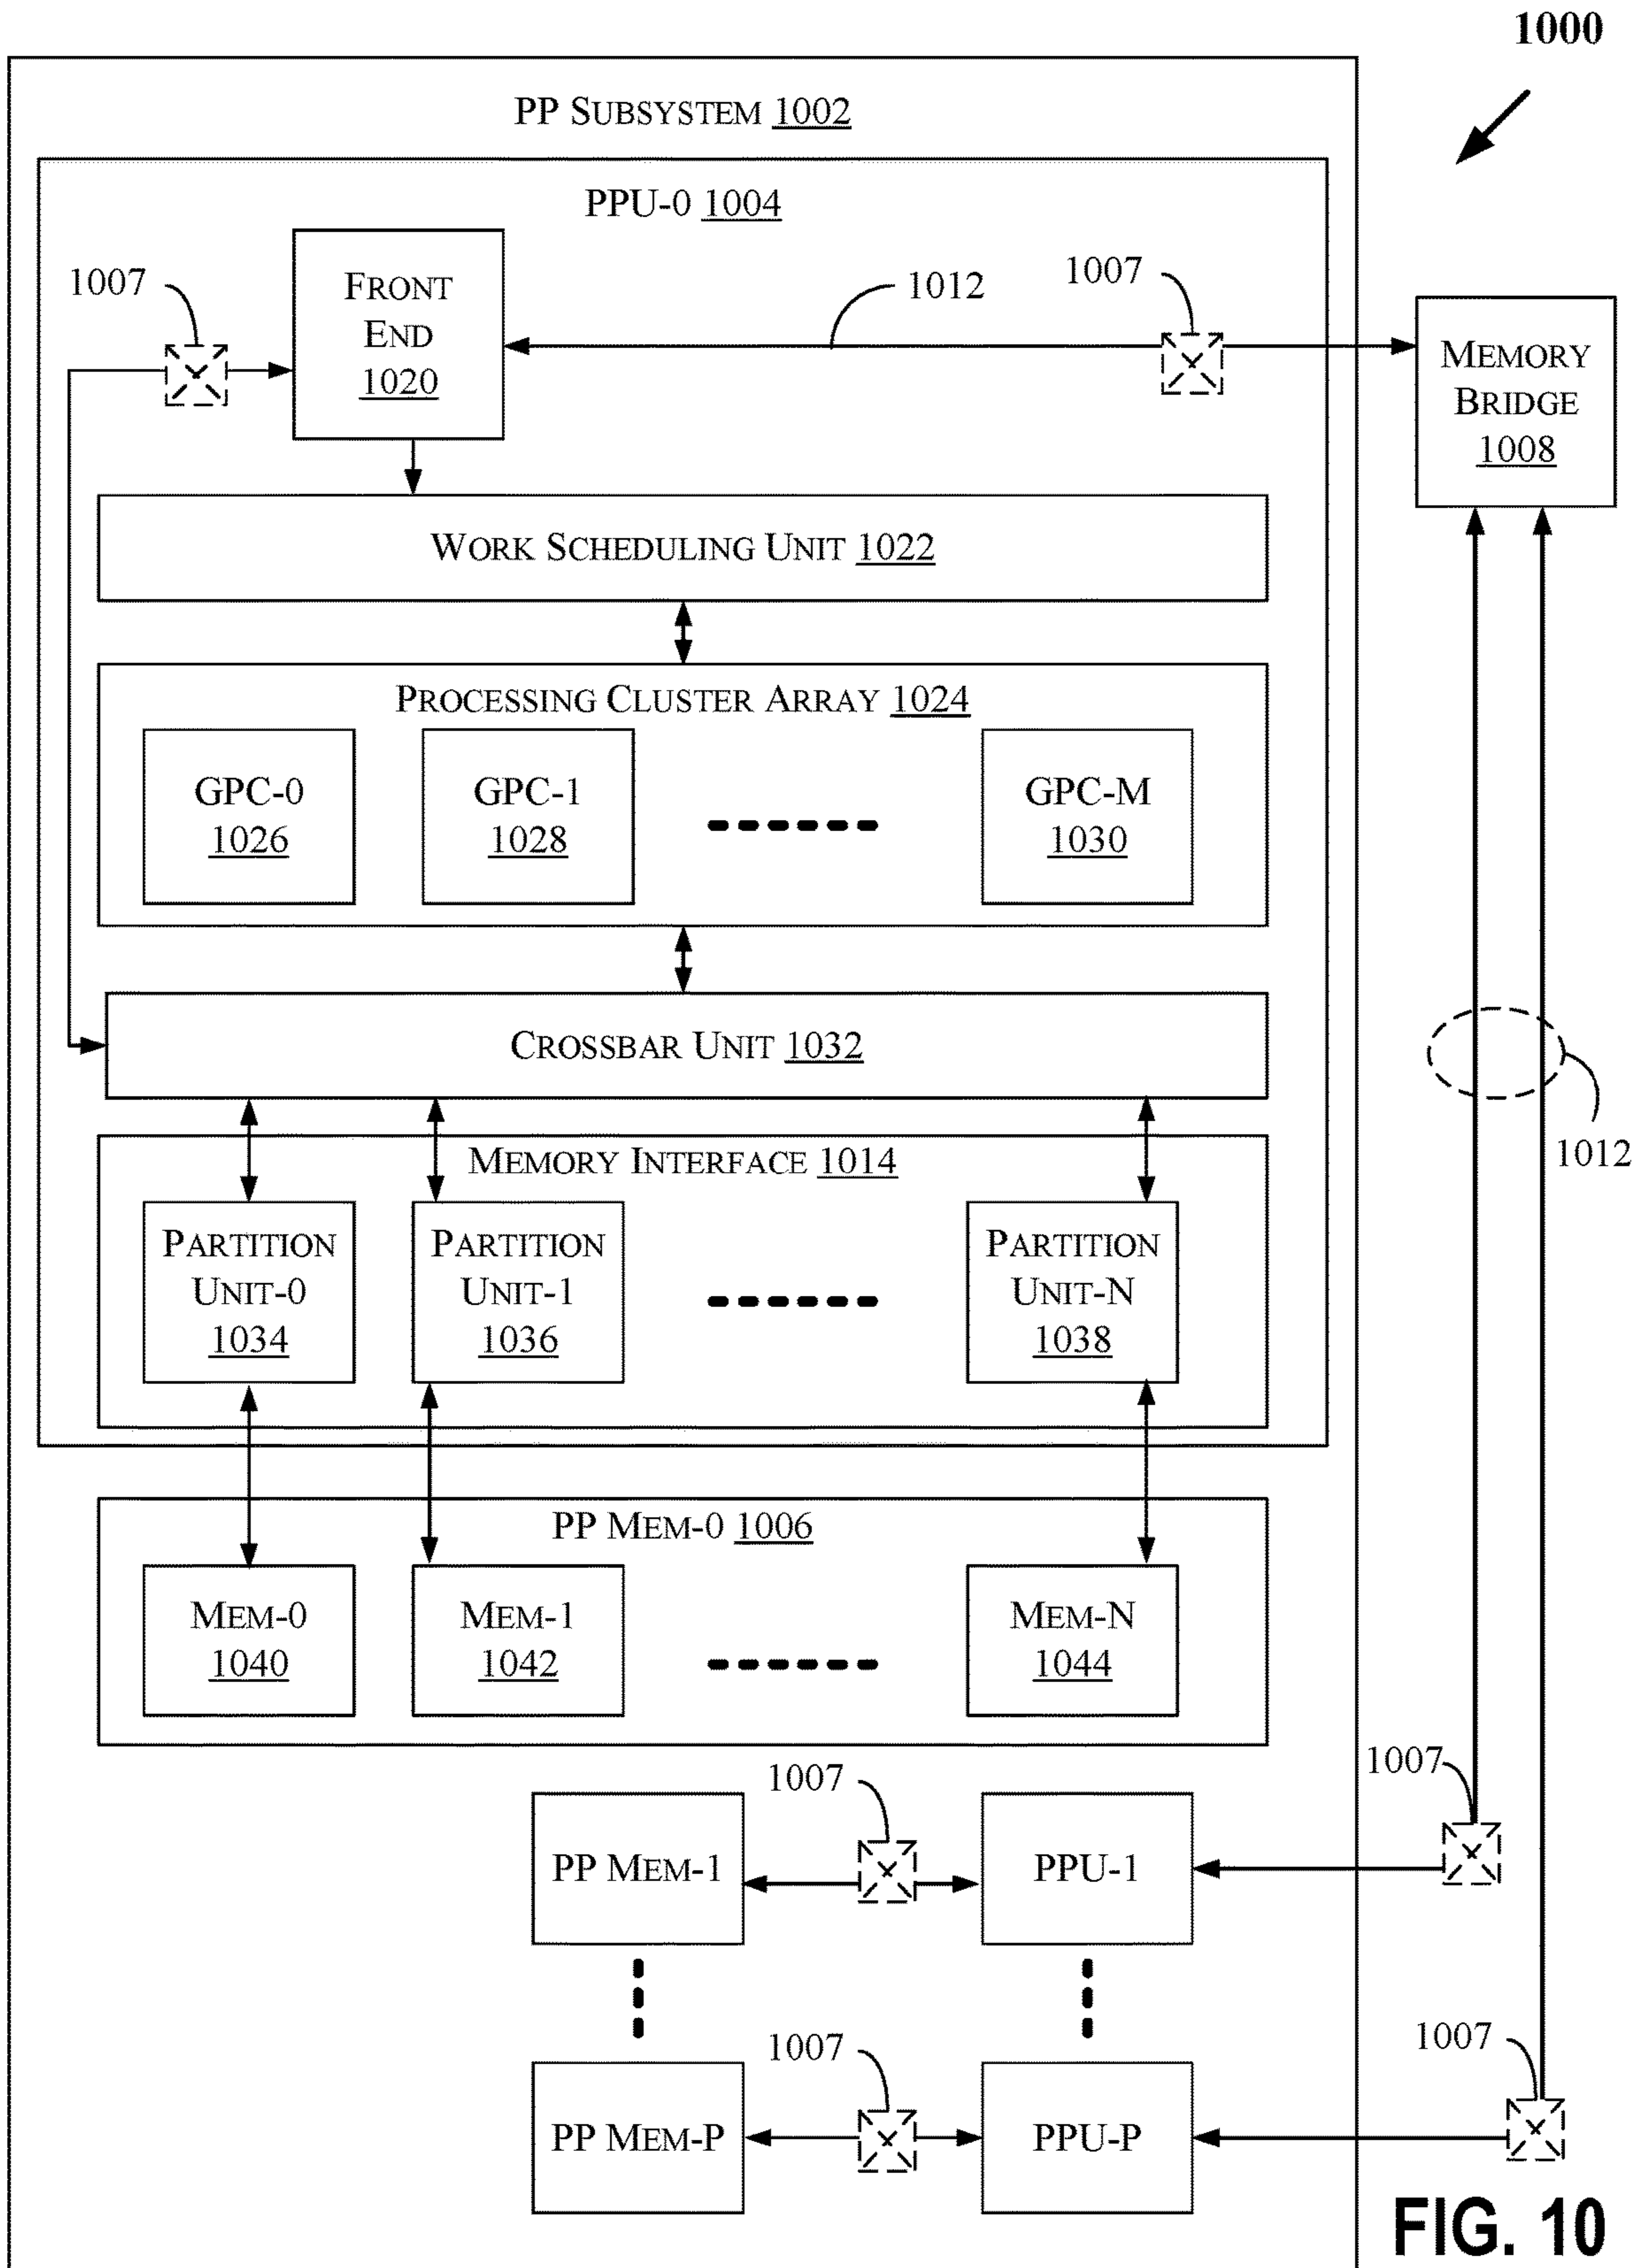 1000
PP SUBSYSTEM 1002
PPU-0 1004
1007
FRONT
END
1020
1012
1007
MEMORY
BRIDGE
1008
WORK SCHEDULING UNIT 1022
PROCESSING CLUSTER ARRAY 1024
GPC-0
1026
GPC-1
1028
GPC-M
1030
CROSSBAR UNIT 1032
1012
MEMORY INTERFACE 1014
PARTITION
UNIT-0
1034
PARTITION
UNIT-1
1036
PARTITION
UNIT-N
1038
PP MEM-0 1006
MEM-0
1040
MEM-1
1042
MEM-N
1044
1007
1007
PP MEM-1
PPU-1
1007
1007
PP MEM-P
PPU-P
FIG. 10